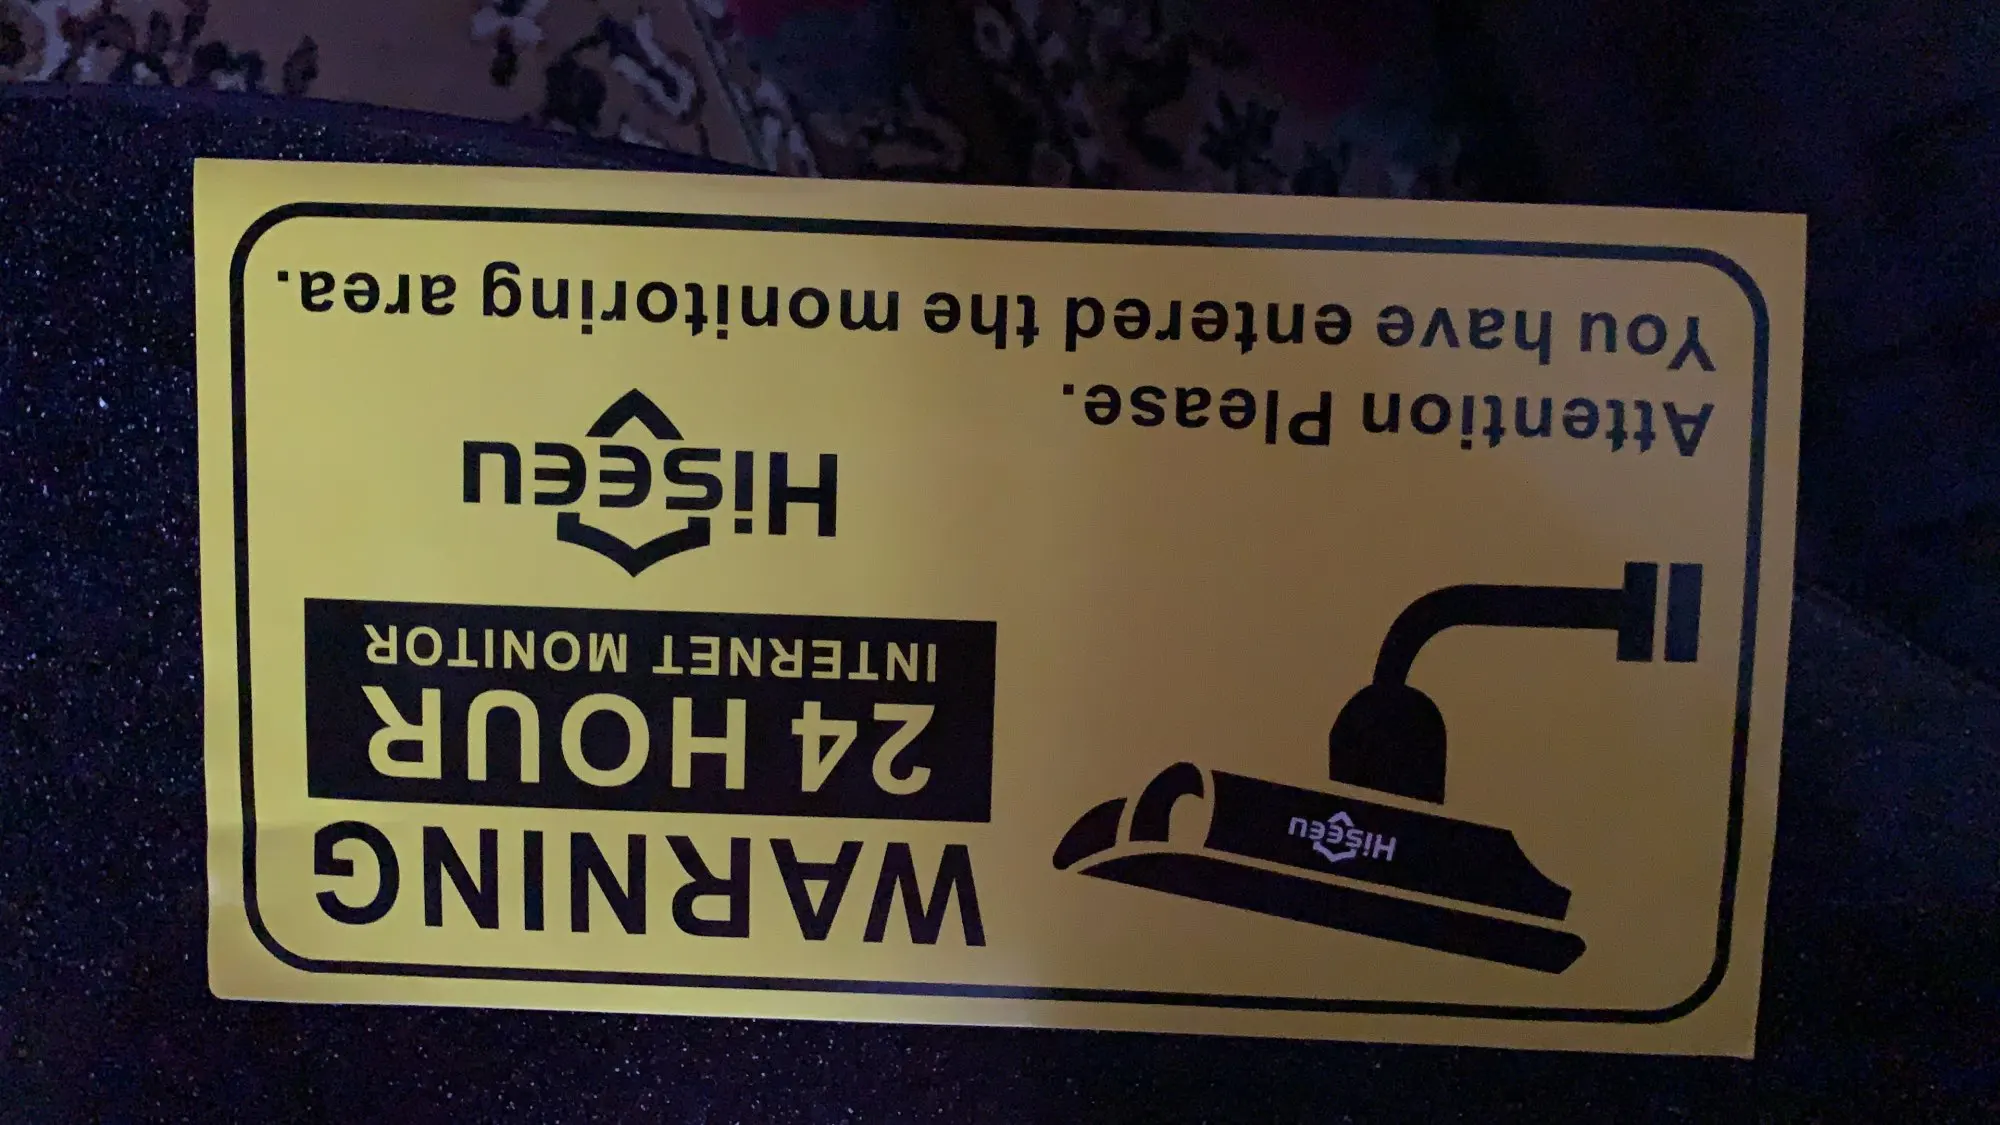 WARNING
24 HOUR
INTERNET MONITOR
Hiseeu
Hiseeu
Attention Please.
You have entered the monitoring area.